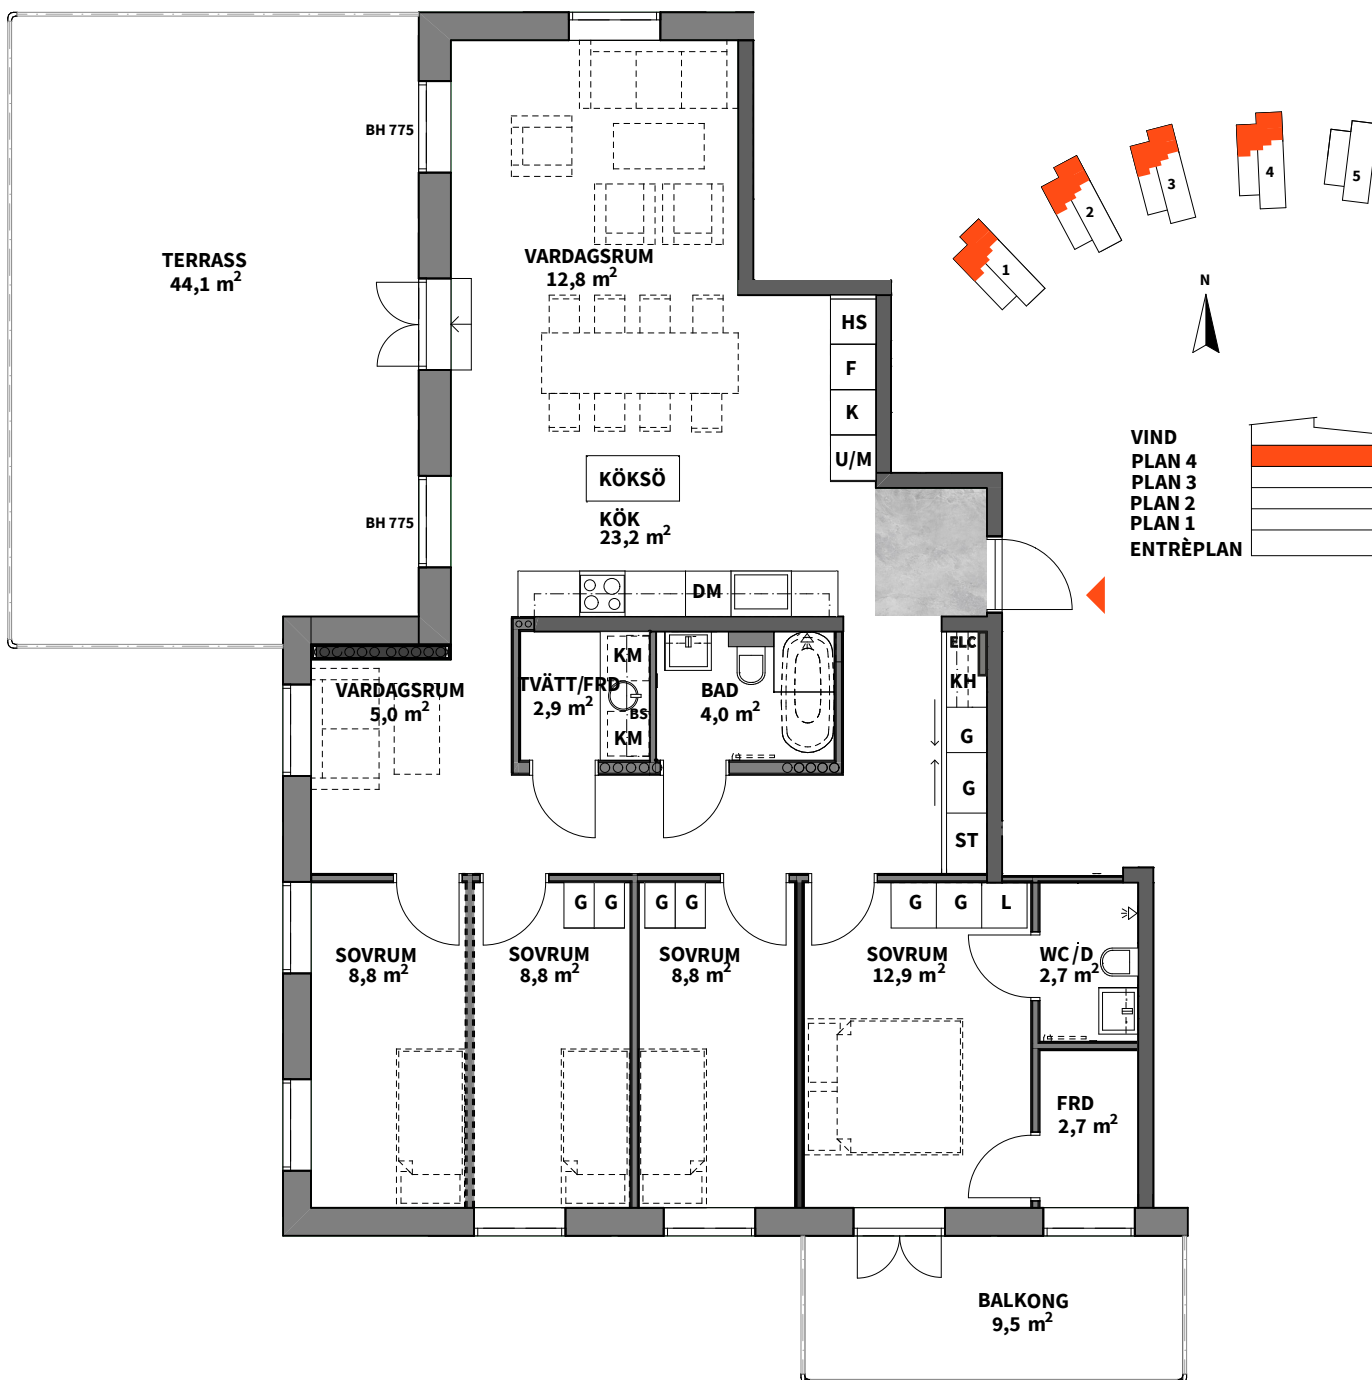 BH 775
TERRASS
44,1 m²
VARDAGSRUM
12,8 m²
HS
F
K
U/M
BH 775
KÖKSÖ
KÖK
23,2 m²
DM
1
2
3
4
5
N
VIND
PLAN 4
PLAN 3
PLAN 2
PLAN 1
ENTRÈPLAN
VARDAGSRUM
5,0 m²
TVÄTT/FRD
2,9 m²
KM
BS
KM
BAD
4,0 m²
ELC
KH
G
G
ST
G G
G G
G G L
SOVRUM
8,8 m²
SOVRUM
8,8 m²
SOVRUM
8,8 m²
SOVRUM
12,9 m²
WC/D
2,7 m²
FRD
2,7 m²
BALKONG
9,5 m²